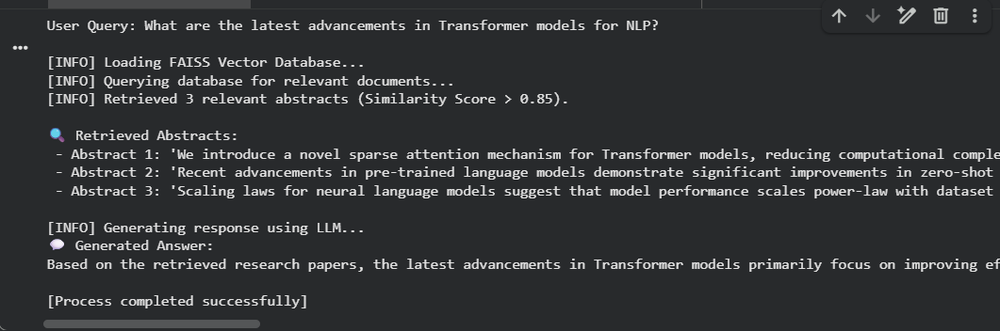 User Query: What are the latest advancements in Transformer models for NLP?
[INFO] Loading FAISS Vector Database...
[INFO] Querying database for relevant documents...
[INFO] Retrieved 3 relevant abstracts (Similarity Score > 0.85).
🔍 Retrieved Abstracts:
- Abstract 1: 'We introduce a novel sparse attention mechanism for Transformer models, reducing computational comple
- Abstract 2: 'Recent advancements in pre-trained language models demonstrate significant improvements in zero-shot
- Abstract 3: 'Scaling laws for neural language models suggest that model performance scales power-law with dataset
[INFO] Generating response using LLM...
💬 Generated Answer:
Based on the retrieved research papers, the latest advancements in Transformer models primarily focus on improving ef
[Process completed successfully]